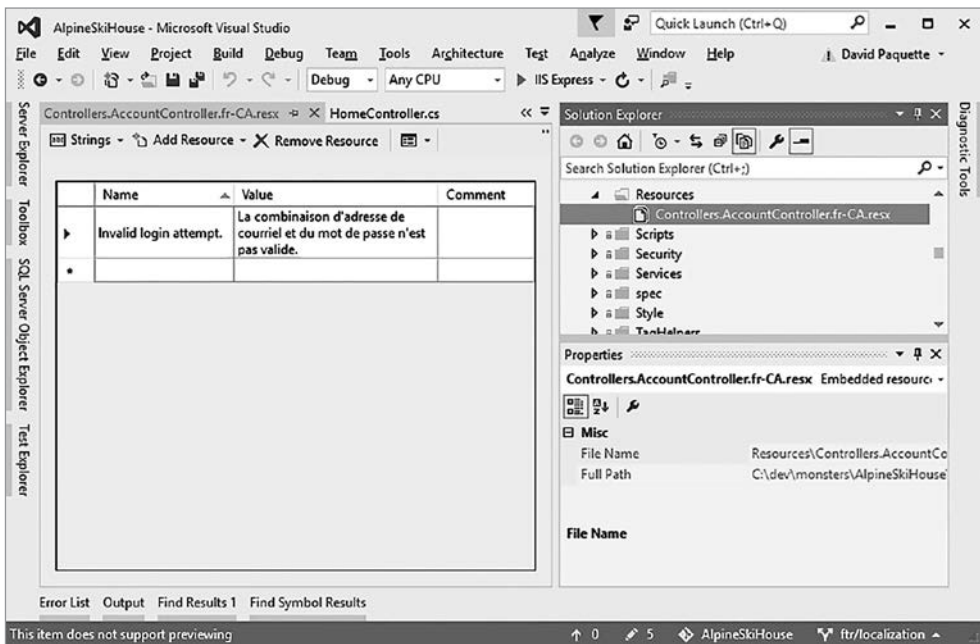 AlpineSkiHouse - Microsoft Visual Studio
Quick Launch (Ctrl+Q)
File Edit View Project Build Debug Team Tools Architecture Test Analyze Window Help
David Paquette
Debug Any CPU IIS Express
Server Explorer
Toolbox
SQL Server Object Explorer
Test Explorer
Controllers.AccountController.fr-CA.resx HomeController.cs
Strings Add Resource Remove Resource
Name Value Comment
Invalid login attempt.
La combinaison d'adresse de
courriel et du mot de passe n'est
pas valide.
Solution Explorer
Search Solution Explorer (Ctrl+;)
Resources
Controllers.AccountController.fr-CA.resx
Scripts
Security
Services
spec
Style
TagHelpers
Properties
Controllers.AccountController.fr-CA.resx Embedded resourc
Misc
File Name Resources\Controllers.AccountCo
Full Path C:\dev\monsters\AlpineSkiHouse
File Name
Diagnostic Tools
Error List Output Find Results 1 Find Symbol Results
This item does not support previewing
0 5 AlpineSkiHouse ftr/localization